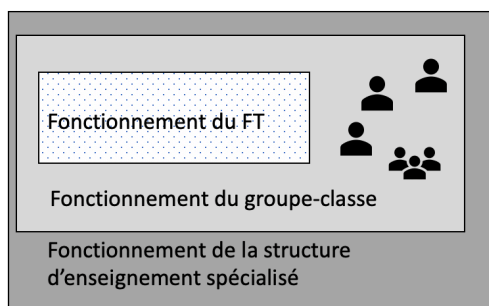 Fonctionnement du FT
Fonctionnement du groupe-classe
Fonctionnement de la structure
d'enseignement spécialisé